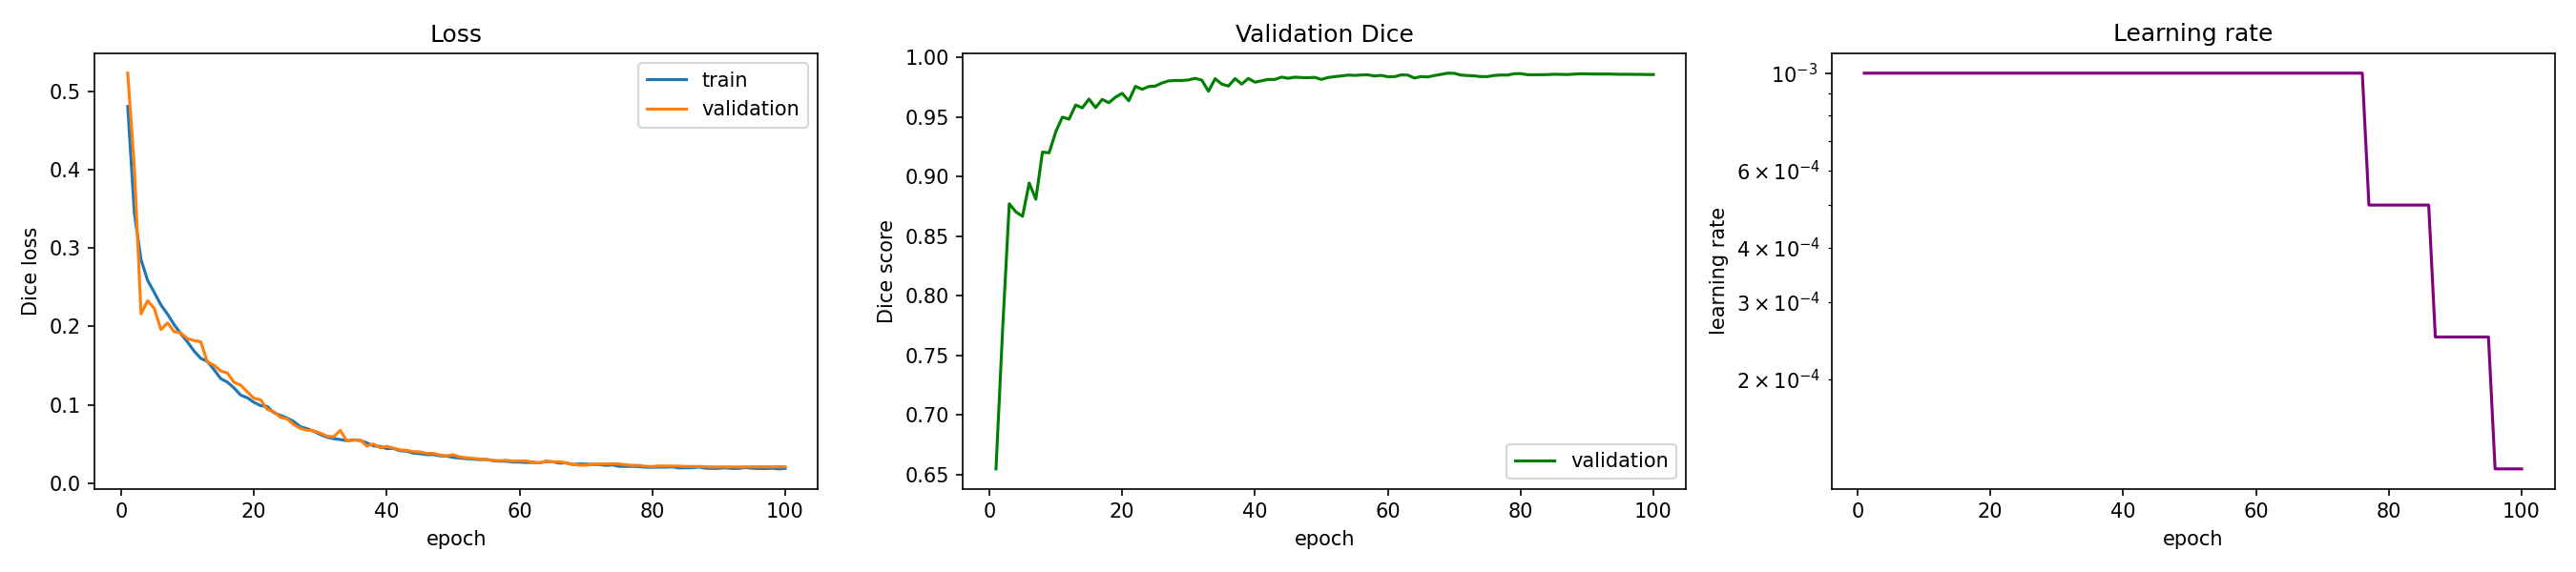 Loss
Dice loss
0.5
0.4
0.3
0.2
0.1
0.0
train
validation
0 20 40 60 80 100
epoch
Validation Dice
Dice score
1.00
0.95
0.90
0.85
0.80
0.75
0.70
0.65
validation
0 20 40 60 80 100
epoch
Learning rate
learning rate
10⁻³
6 × 10⁻⁴
4 × 10⁻⁴
3 × 10⁻⁴
2 × 10⁻⁴
0 20 40 60 80 100
epoch